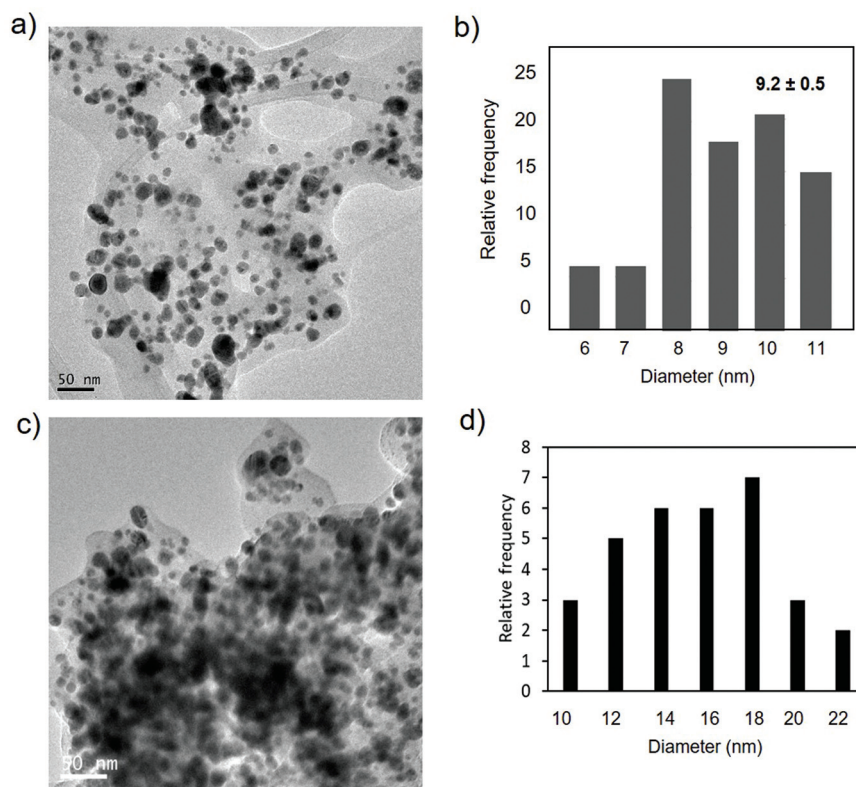 a)
50 nm
b)
9.2 ± 0.5
Relative frequency
25
20
15
10
5
0
6 7 8 9 10 11
Diameter (nm)
c)
50 nm
d)
Relative frequency
8
7
6
5
4
3
2
1
0
10 12 14 16 18 20 22
Diameter (nm)